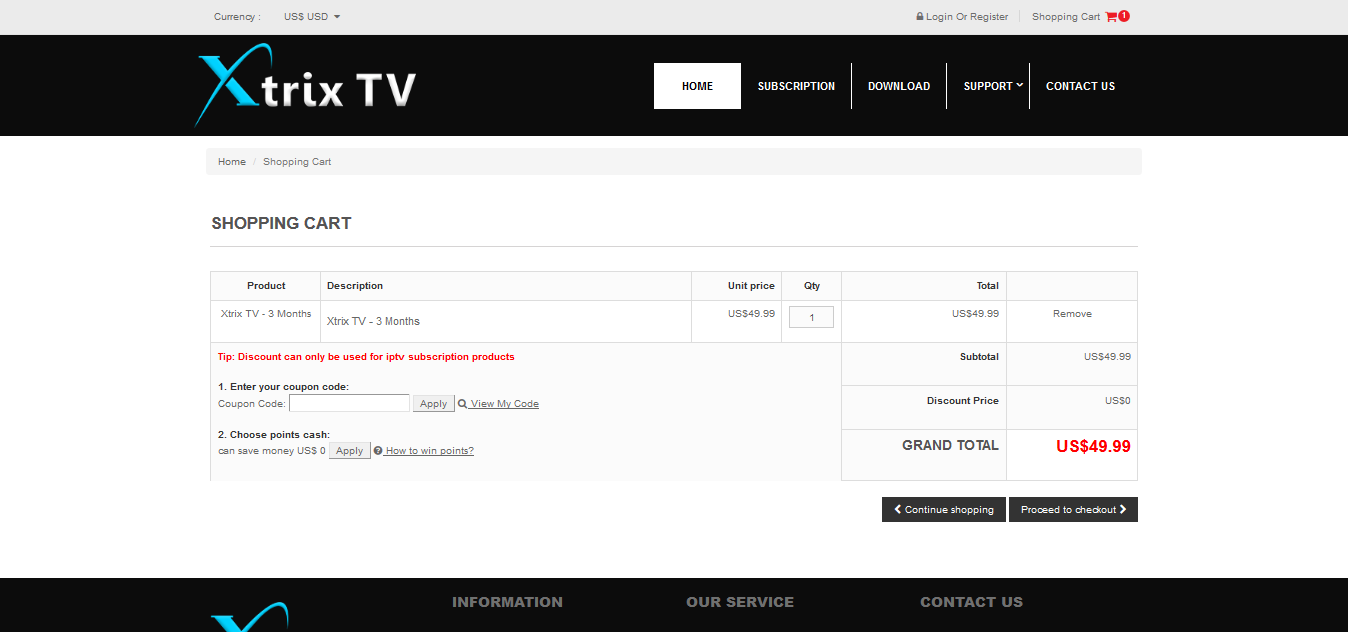 Currency : US$ USD Login Or Register Shopping Cart 1
Xtrix TV
HOME SUBSCRIPTION DOWNLOAD SUPPORT CONTACT US
Home / Shopping Cart
SHOPPING CART
Product Description Unit price Qty Total
Xtrix TV - 3 Months Xtrix TV - 3 Months US$49.99 1 US$49.99 Remove
Tip: Discount can only be used for iptv subscription products
Subtotal US$49.99
1. Enter your coupon code:
Coupon Code: Apply View My Code
Discount Price US$0
2. Choose points cash:
can save money US$ 0 Apply How to win points?
GRAND TOTAL US$49.99
Continue shopping Proceed to checkout
INFORMATION OUR SERVICE CONTACT US